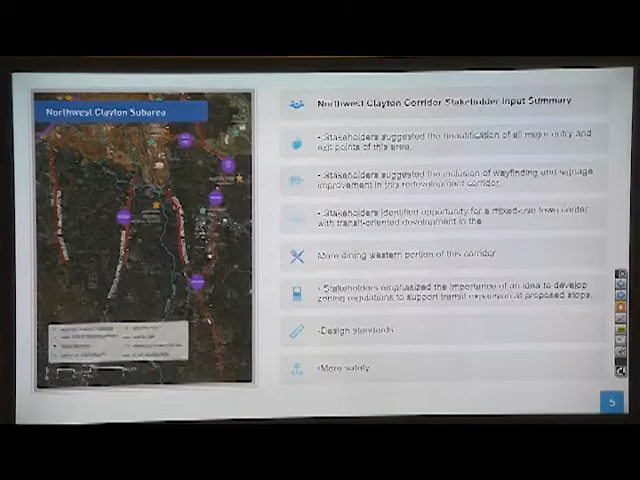 Northwest Clayton Subarea
Northwest Clayton Corridor Stakeholder Input Summary
• Stakeholders suggested the beautification of all major entry and
exit points of this area.
• Stakeholders suggested the inclusion of wayfinding and signage
improvement in this redevelopment corridor.
• Stakeholders identified opportunity for a mixed-use town center
with transit-oriented development in the
More dining western portion of this corridor
• Stakeholders emphasized the importance of an area to develop
zoning regulations to support transit expansion at proposed stops.
•Design standards
•More safety
5